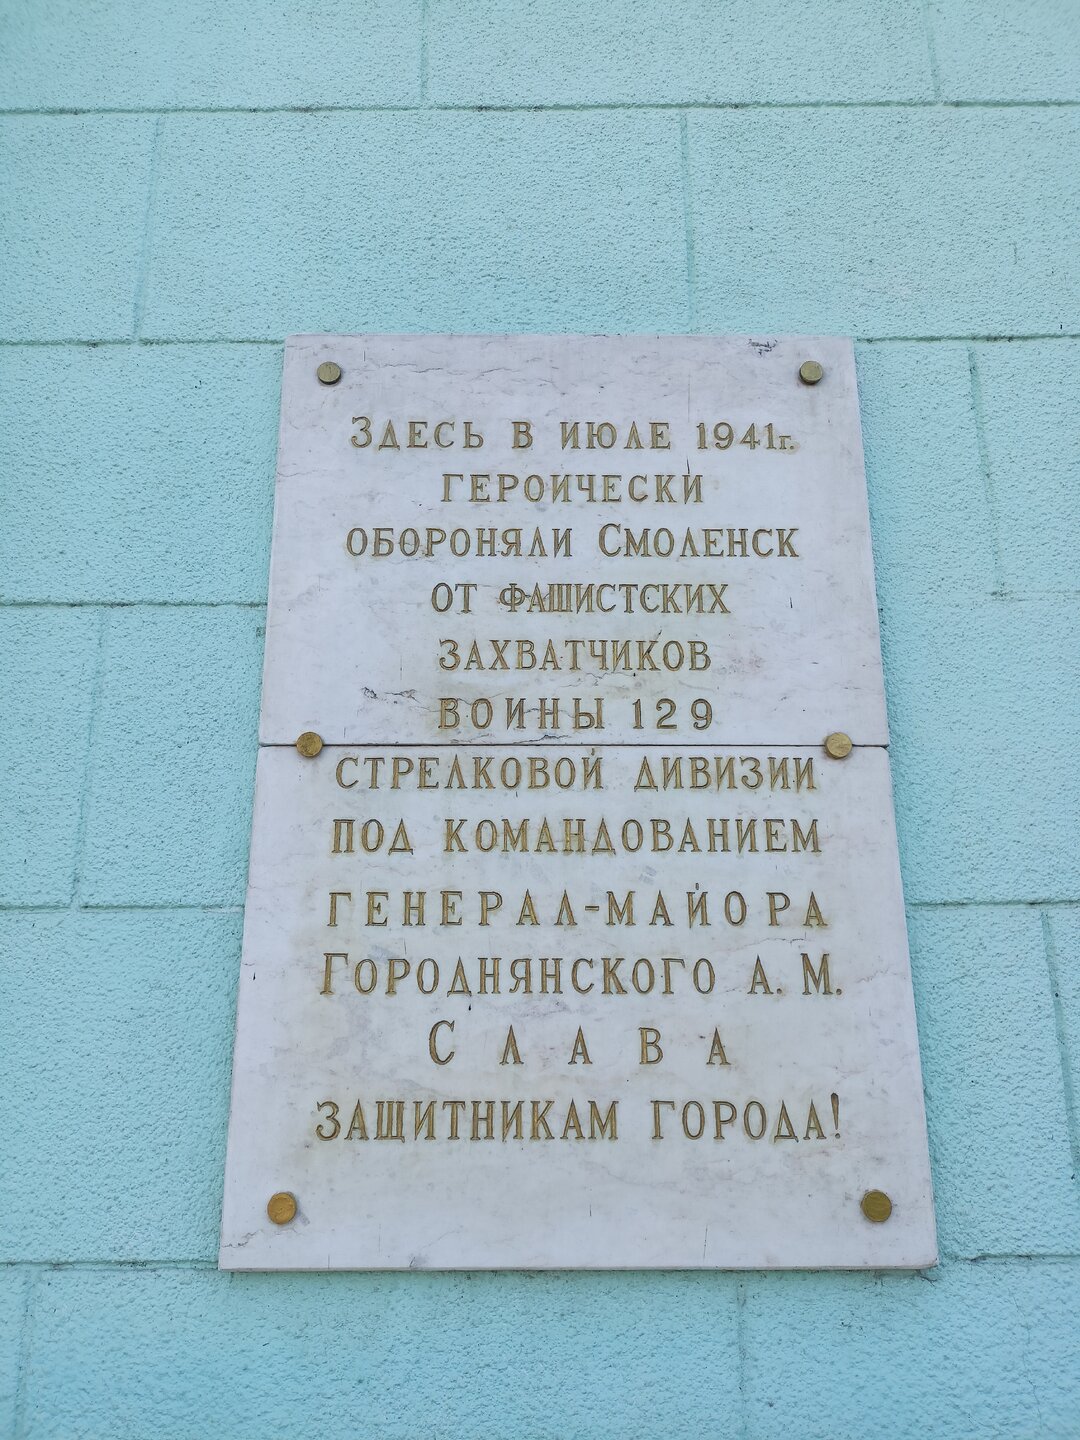 Здесь в июле 1941г.
героически
обороняли Смоленск
от фашистских
захватчиков
воины 129
стрелковой дивизии
под командованием
генерал-майора
Городнянского А. М.
Слава
защитникам города!